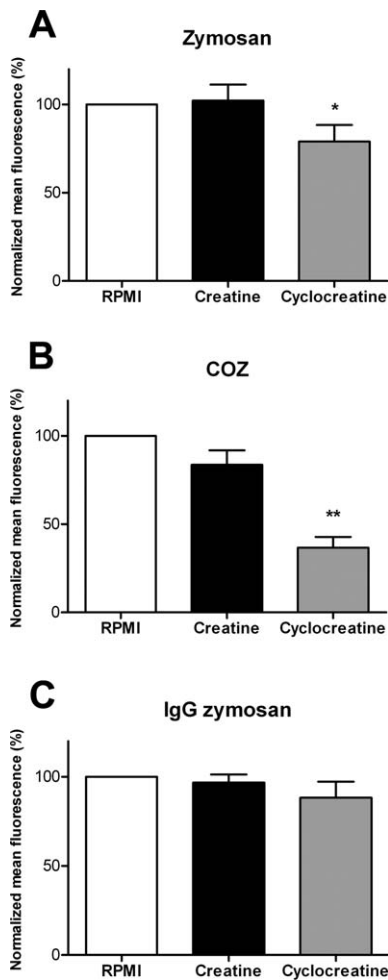 A
Zymosan
Normalized mean fluorescence (%)
100
50
0
*
RPMI Creatine Cyclocreatine
B
COZ
Normalized mean fluorescence (%)
100
50
0
**
RPMI Creatine Cyclocreatine
C
IgG zymosan
Normalized mean fluorescence (%)
100
50
0
RPMI Creatine Cyclocreatine